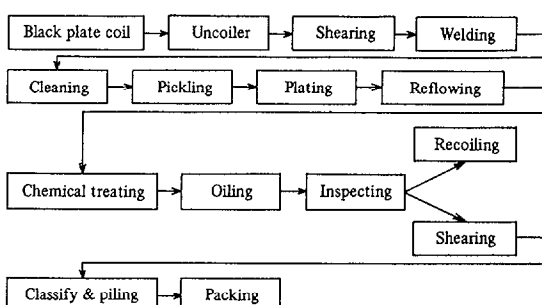 Black plate coil
Uncoiler
Shearing
Welding
Cleaning
Pickling
Plating
Reflowing
Recoiling
Chemical treating
Oiling
Inspecting
Shearing
Classify & piling
Packing